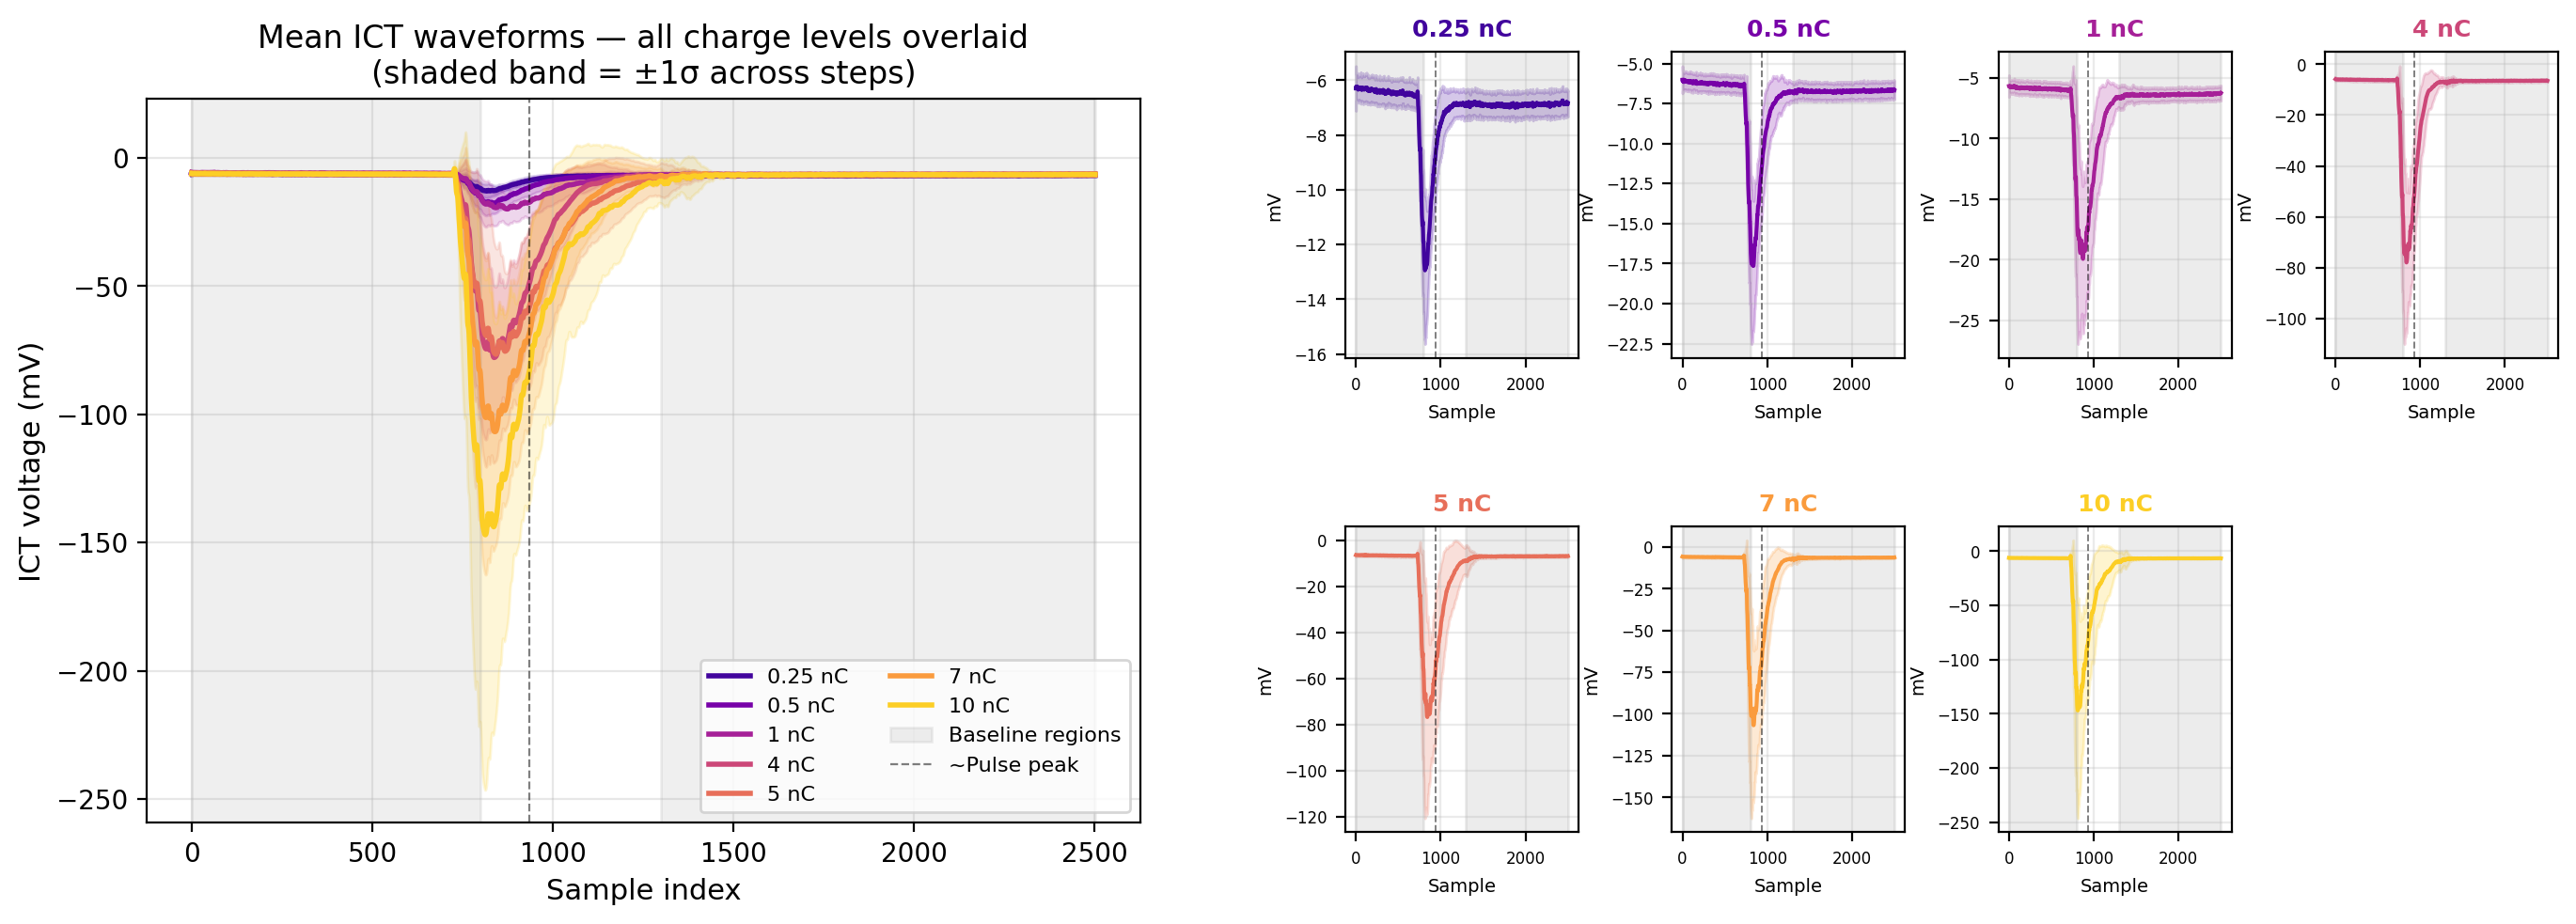 Mean ICT waveforms — all charge levels overlaid
(shaded band = ±1σ across steps)
ICT voltage (mV)
0
−50
−100
−150
−200
−250
0 500 1000 1500 2000 2500
Sample index
0.25 nC
0.5 nC
1 nC
4 nC
5 nC
7 nC
10 nC
Baseline regions
~Pulse peak
0.25 nC
mV
−6
−8
−10
−12
−14
−16
0 1000 2000
Sample
0.5 nC
mV
−5.0
−7.5
−10.0
−12.5
−15.0
−17.5
−20.0
−22.5
0 1000 2000
Sample
1 nC
mV
−5
−10
−15
−20
−25
0 1000 2000
Sample
4 nC
mV
0
−20
−40
−60
−80
−100
0 1000 2000
Sample
5 nC
mV
0
−20
−40
−60
−80
−100
−120
0 1000 2000
Sample
7 nC
mV
0
−25
−50
−75
−100
−125
−150
0 1000 2000
Sample
10 nC
mV
0
−50
−100
−150
−200
−250
0 1000 2000
Sample